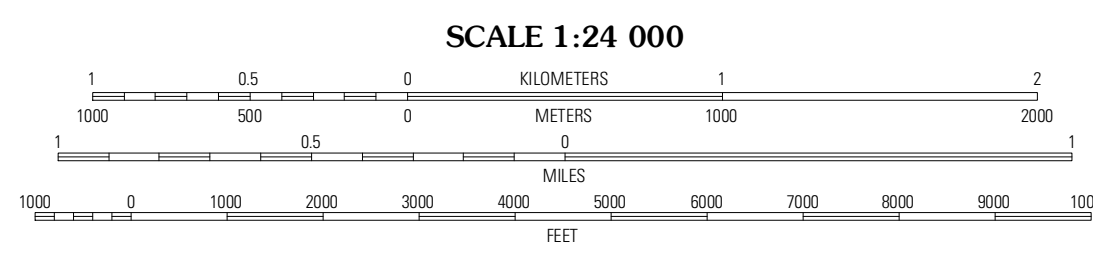 SCALE 1:24 000
1 0.5 0 KILOMETERS 1 2
1000 500 0 METERS 1000 2000
1 0.5 0 1
MILES
1000 0 1000 2000 3000 4000 5000 6000 7000 8000 9000 100
FEET